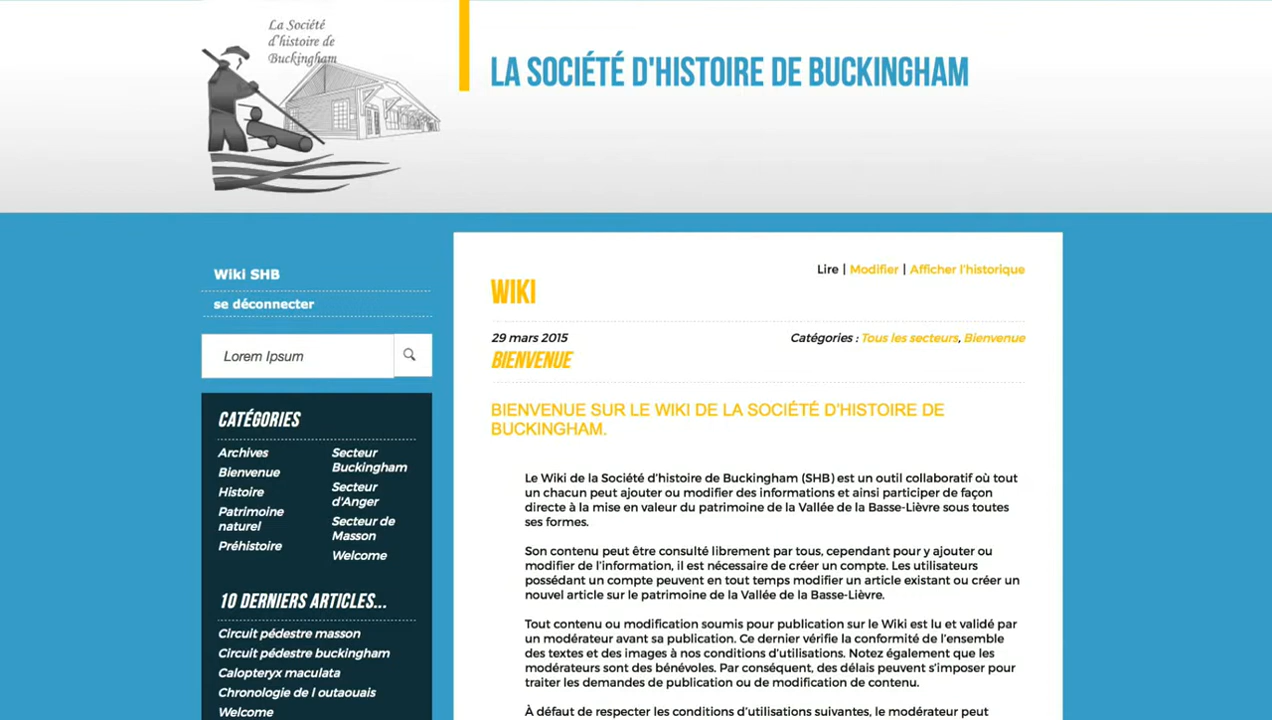 La Société
d'histoire de
Buckingham
LA SOCIÉTÉ D'HISTOIRE DE BUCKINGHAM
Wiki SHB
se déconnecter
Lorem Ipsum
CATÉGORIES
Archives
Bienvenue
Histoire
Patrimoine
naturel
Préhistoire
Secteur
Buckingham
Secteur
d'Anger
Secteur de
Masson
Welcome
10 DERNIERS ARTICLES...
Circuit pédestre masson
Circuit pédestre buckingham
Calopteryx maculata
Chronologie de l outaouais
Welcome
Lire | Modifier | Afficher l'historique
WIKI
29 mars 2015
Catégories : Tous les secteurs, Bienvenue
BIENVENUE
BIENVENUE SUR LE WIKI DE LA SOCIÉTÉ D'HISTOIRE DE
BUCKINGHAM.
Le Wiki de la Société d'histoire de Buckingham (SHB) est un outil collaboratif où tout
un chacun peut ajouter ou modifier des informations et ainsi participer de façon
directe à la mise en valeur du patrimoine de la Vallée de la Basse-Lièvre sous toutes
ses formes.
Son contenu peut être consulté librement par tous, cependant pour y ajouter ou
modifier de l'information, il est nécessaire de créer un compte. Les utilisateurs
possédant un compte peuvent en tout temps modifier un article existant ou créer un
nouvel article sur le patrimoine de la Vallée de la Basse-Lièvre.
Tout contenu ou modification soumis pour publication sur le Wiki est lu et validé par
un modérateur avant sa publication. Ce dernier vérifie la conformité de l'ensemble
des textes et des images à nos conditions d'utilisations. Notez également que les
modérateurs sont des bénévoles. Par conséquent, des délais peuvent s'imposer pour
traiter les demandes de publication ou de modification de contenu.
À défaut de respecter les conditions d'utilisations suivantes, le modérateur peut